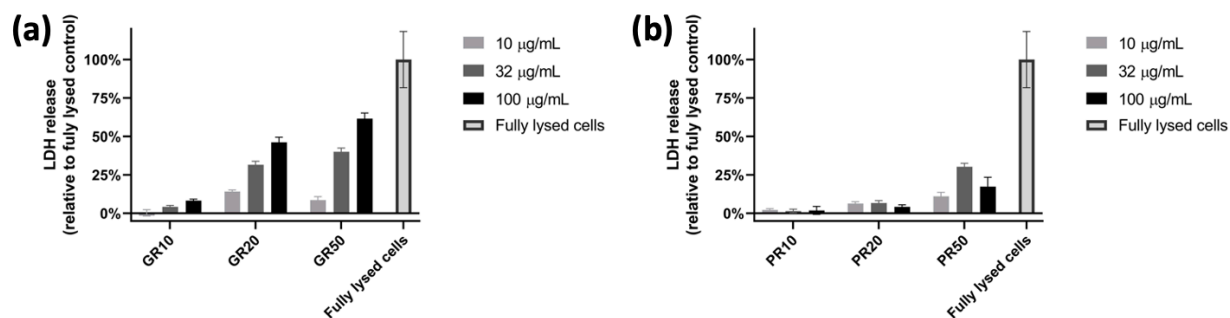 (a)
LDH release
(relative to fully lysed control)
100%
75%
50%
25%
0%
GR10
GR20
GR50
Fully lysed cells
10 μg/mL
32 μg/mL
100 μg/mL
Fully lysed cells
(b)
LDH release
(relative to fuly lysed control)
100%
75%
50%
25%
0%
PR10
PR20
PR50
Fully lysed cells
10 μg/mL
32 μg/mL
100 μg/mL
Fully lysed cells